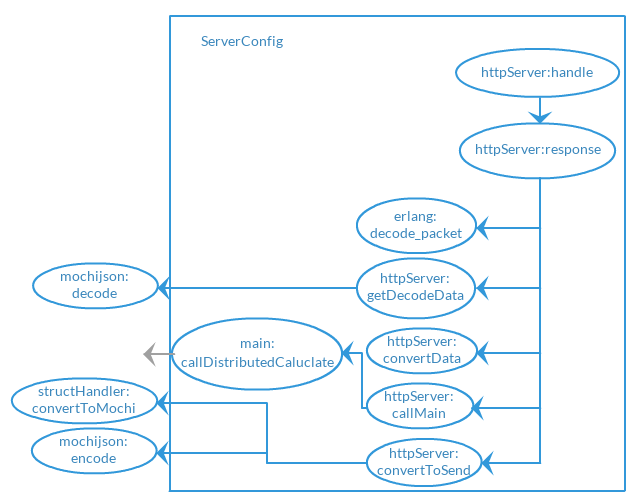 ServerConfig
httpServer:handle
httpServer:response
erlang:
decode_packet
mochijson:
decode
httpServer:
getDecodeData
main:
callDistributedCaluclate
httpServer:
convertData
structHandler:
convertToMochi
httpServer:
callMain
mochijson:
encode
httpServer:
convertToSend